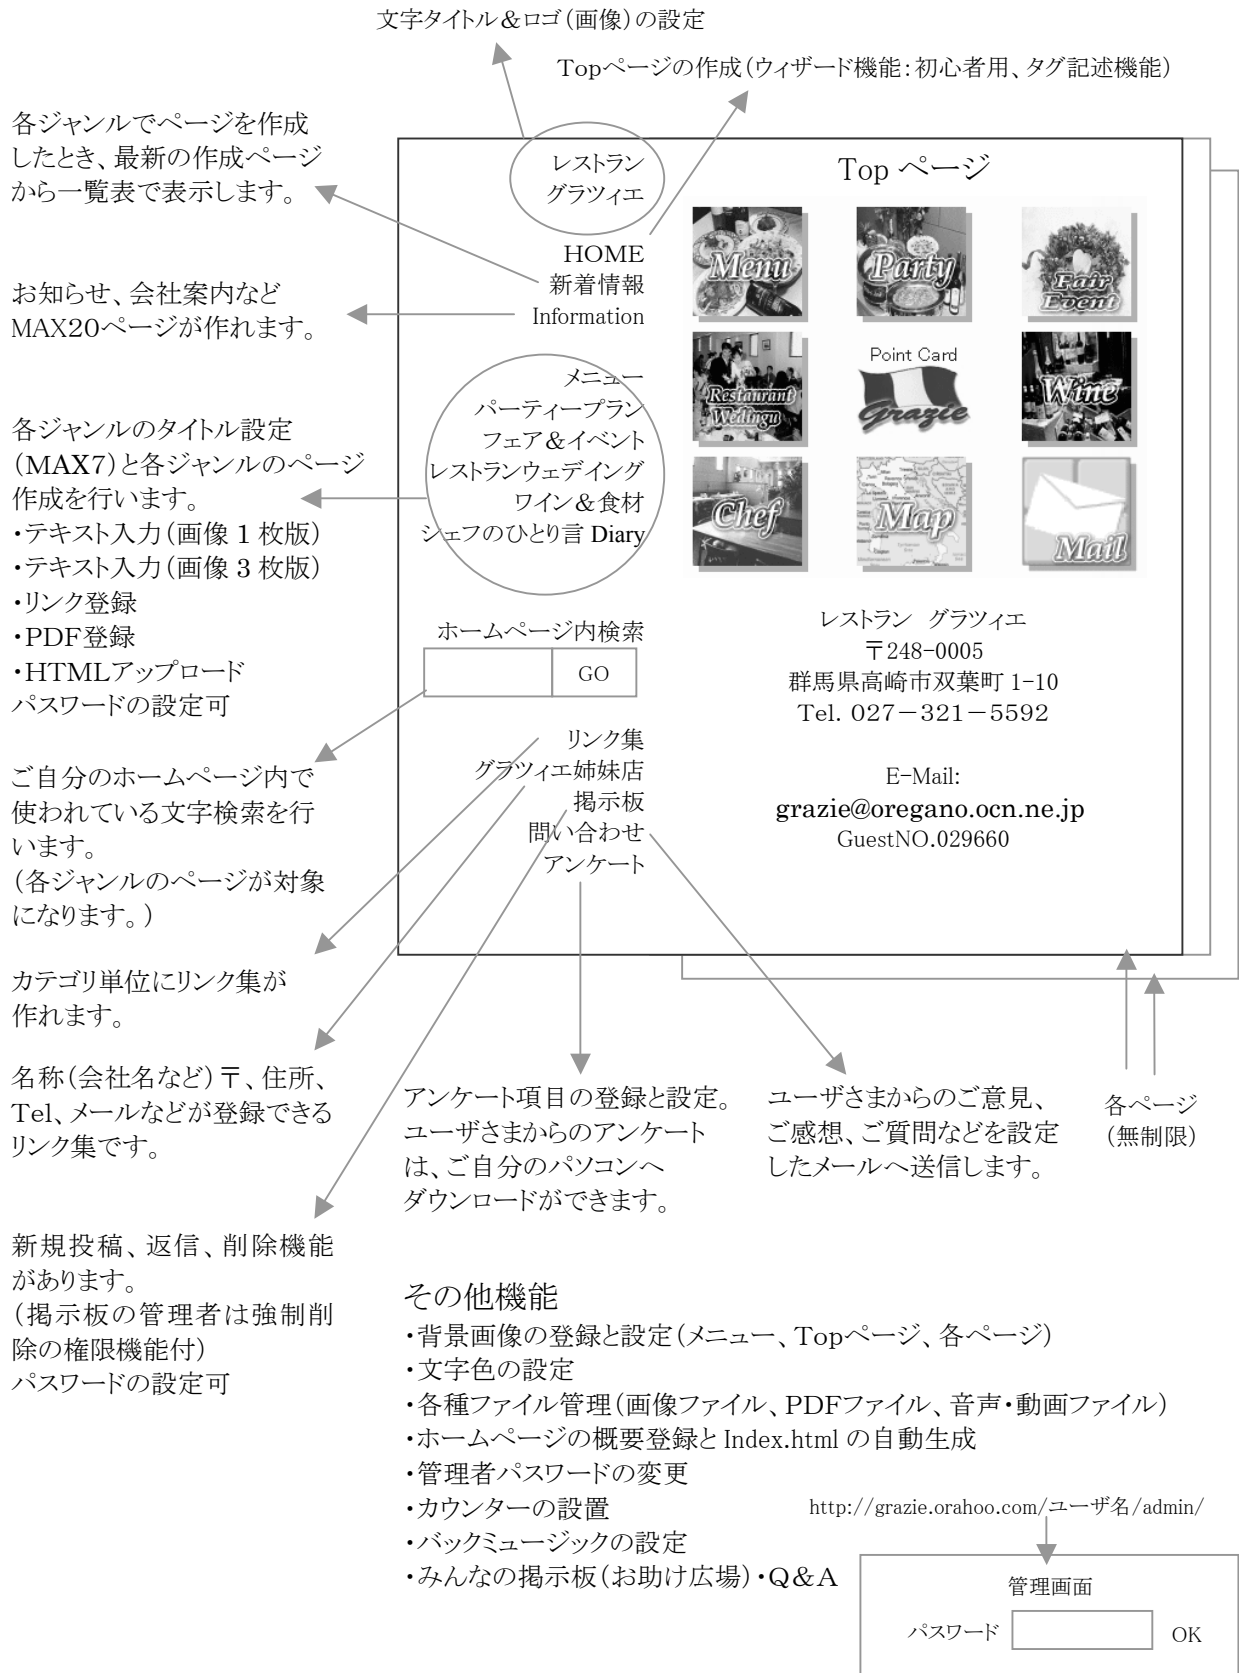 文字タイトル＆ロゴ（画像）の設定
Topページの作成（ウィザード機能：初心者用、タグ記述機能）
各ジャンルでページを作成
したとき、最新の作成ページ
から一覧表で表示します。
お知らせ、会社案内など
MAX20ページが作れます。
各ジャンルのタイトル設定
（MAX7）と各ジャンルのページ
作成を行います。
・テキスト入力（画像 1 枚版）
・テキスト入力（画像 3 枚版）
・リンク登録
・PDF登録
・HTMLアップロード
パスワードの設定可
ご自分のホームページ内で
使われている文字検索を行
います。
（各ジャンルのページが対象
になります。）
カテゴリ単位にリンク集が
作れます。
名称（会社名など）〒、住所、
Tel、メールなどが登録できる
リンク集です。
新規投稿、返信、削除機能
があります。
（掲示板の管理者は強制削
除の権限機能付）
パスワードの設定可
レストラン
グラツィエ
HOME
新着情報
Information
メニュー
パーティープラン
フェア＆イベント
レストランウェデイング
ワイン＆食材
シェフのひとり言 Diary
ホームページ内検索
GO
リンク集
グラツィエ姉妹店
掲示板
問い合わせ
アンケート
Top ページ
Menu
Party
Fair
Event
Restaurant
Wedingu
Point Card
Grazie
Wine
Chef
Map
Mail
レストラン　グラツィエ
〒248-0005
群馬県高崎市双葉町 1-10
Tel. 027－321－5592
E-Mail:
grazie@oregano.ocn.ne.jp
GuestNO.029660
アンケート項目の登録と設定。
ユーザさまからのアンケート
は、ご自分のパソコンへ
ダウンロードができます。
ユーザさまからのご意見、
ご感想、ご質問などを設定
したメールへ送信します。
各ページ
（無制限）
その他機能
・背景画像の登録と設定（メニュー、Topページ、各ページ）
・文字色の設定
・各種ファイル管理（画像ファイル、PDFファイル、音声・動画ファイル）
・ホームページの概要登録と Index.html の自動生成
・管理者パスワードの変更
・カウンターの設置
・バックミュージックの設定
・みんなの掲示板（お助け広場）・Q＆A
http://grazie.orahoo.com/ユーザ名/admin/
管理画面
パスワード
OK